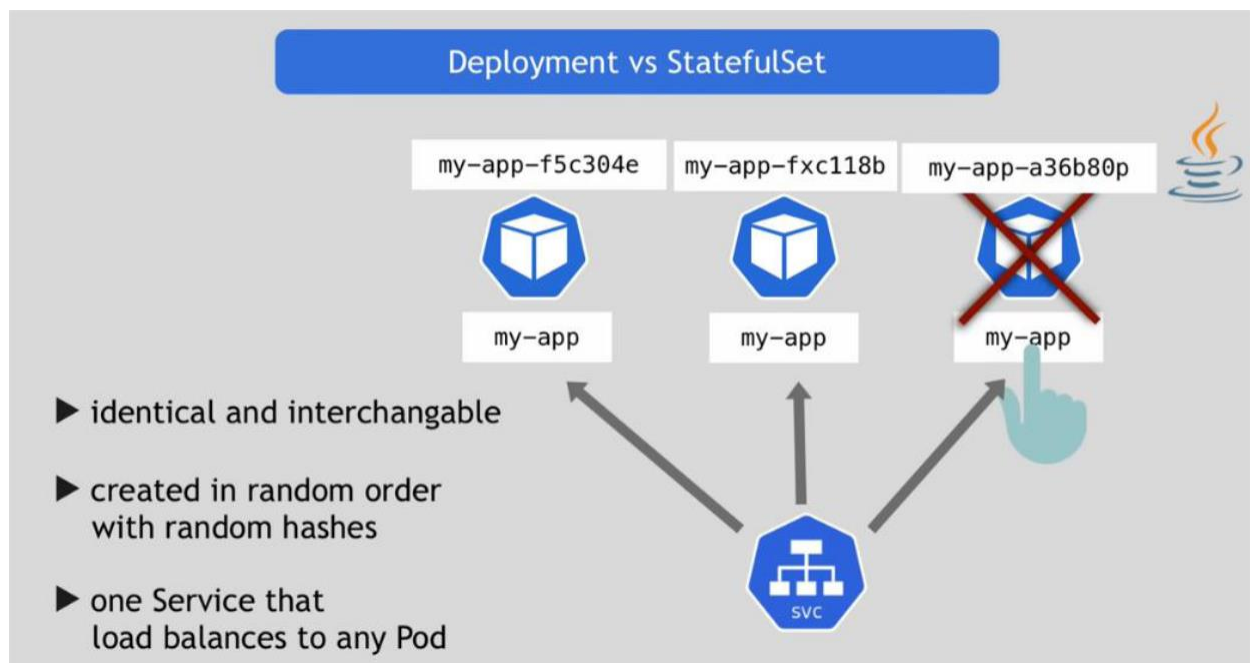 Deployment vs StatefulSet
my-app-f5c304e
my-app-fxc118b
my-app-a36b80p
my-app
my-app
my-app
▶ identical and interchangable
▶ created in random order
with random hashes
▶ one Service that
load balances to any Pod
svc